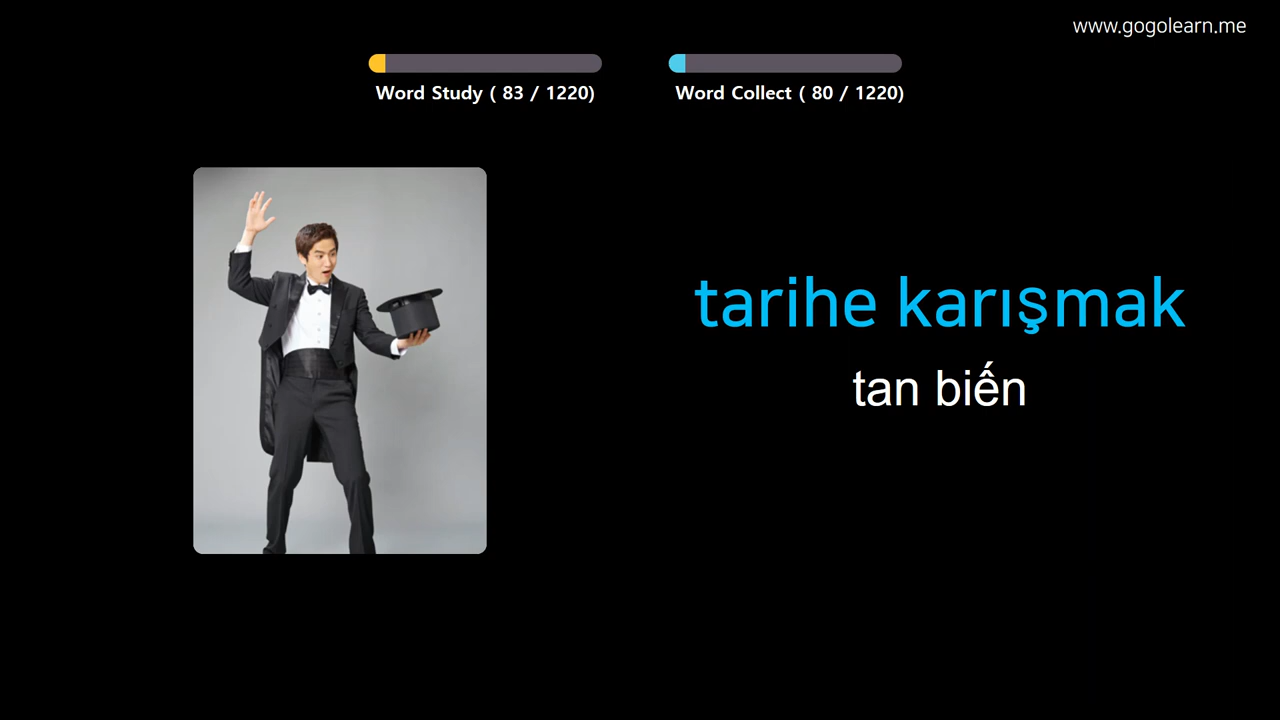 www.gogolearn.me
Word Study ( 83 / 1220)
Word Collect ( 80 / 1220)
tarihe karışmak
tan biến